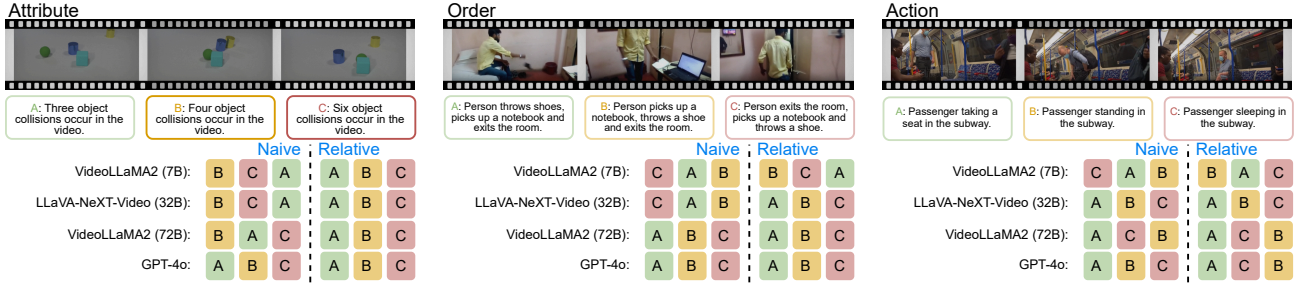 Attribute
A: Three object
collisions occur in the
video.
B: Four object
collisions occur in the
video.
C: Six object
collisions occur in the
video.
Naive Relative
VideoLLaMA2 (7B): B C A A B C
LLaVA-NeXT-Video (32B): B C A A B C
VideoLLaMA2 (72B): B A C A B C
GPT-4o: A B C A B C
Order
A: Person throws shoes,
picks up a notebook and
exits the room.
B: Person picks up a
notebook, throws a shoe
and exits the room.
C: Person exits the room,
picks up a notebook and
throws a shoe.
Naive Relative
VideoLLaMA2 (7B): C A B B C A
LLaVA-NeXT-Video (32B): C A B A B C
VideoLLaMA2 (72B): A B C A B C
GPT-4o: A B C A B C
Action
A: Passenger taking a
seat in the subway.
B: Passenger standing in
the subway.
C: Passenger sleeping in
the subway.
Naive Relative
VideoLLaMA2 (7B): C A B B A C
LLaVA-NeXT-Video (32B): A B C A B C
VideoLLaMA2 (72B): A C B A C B
GPT-4o: A B C A C B